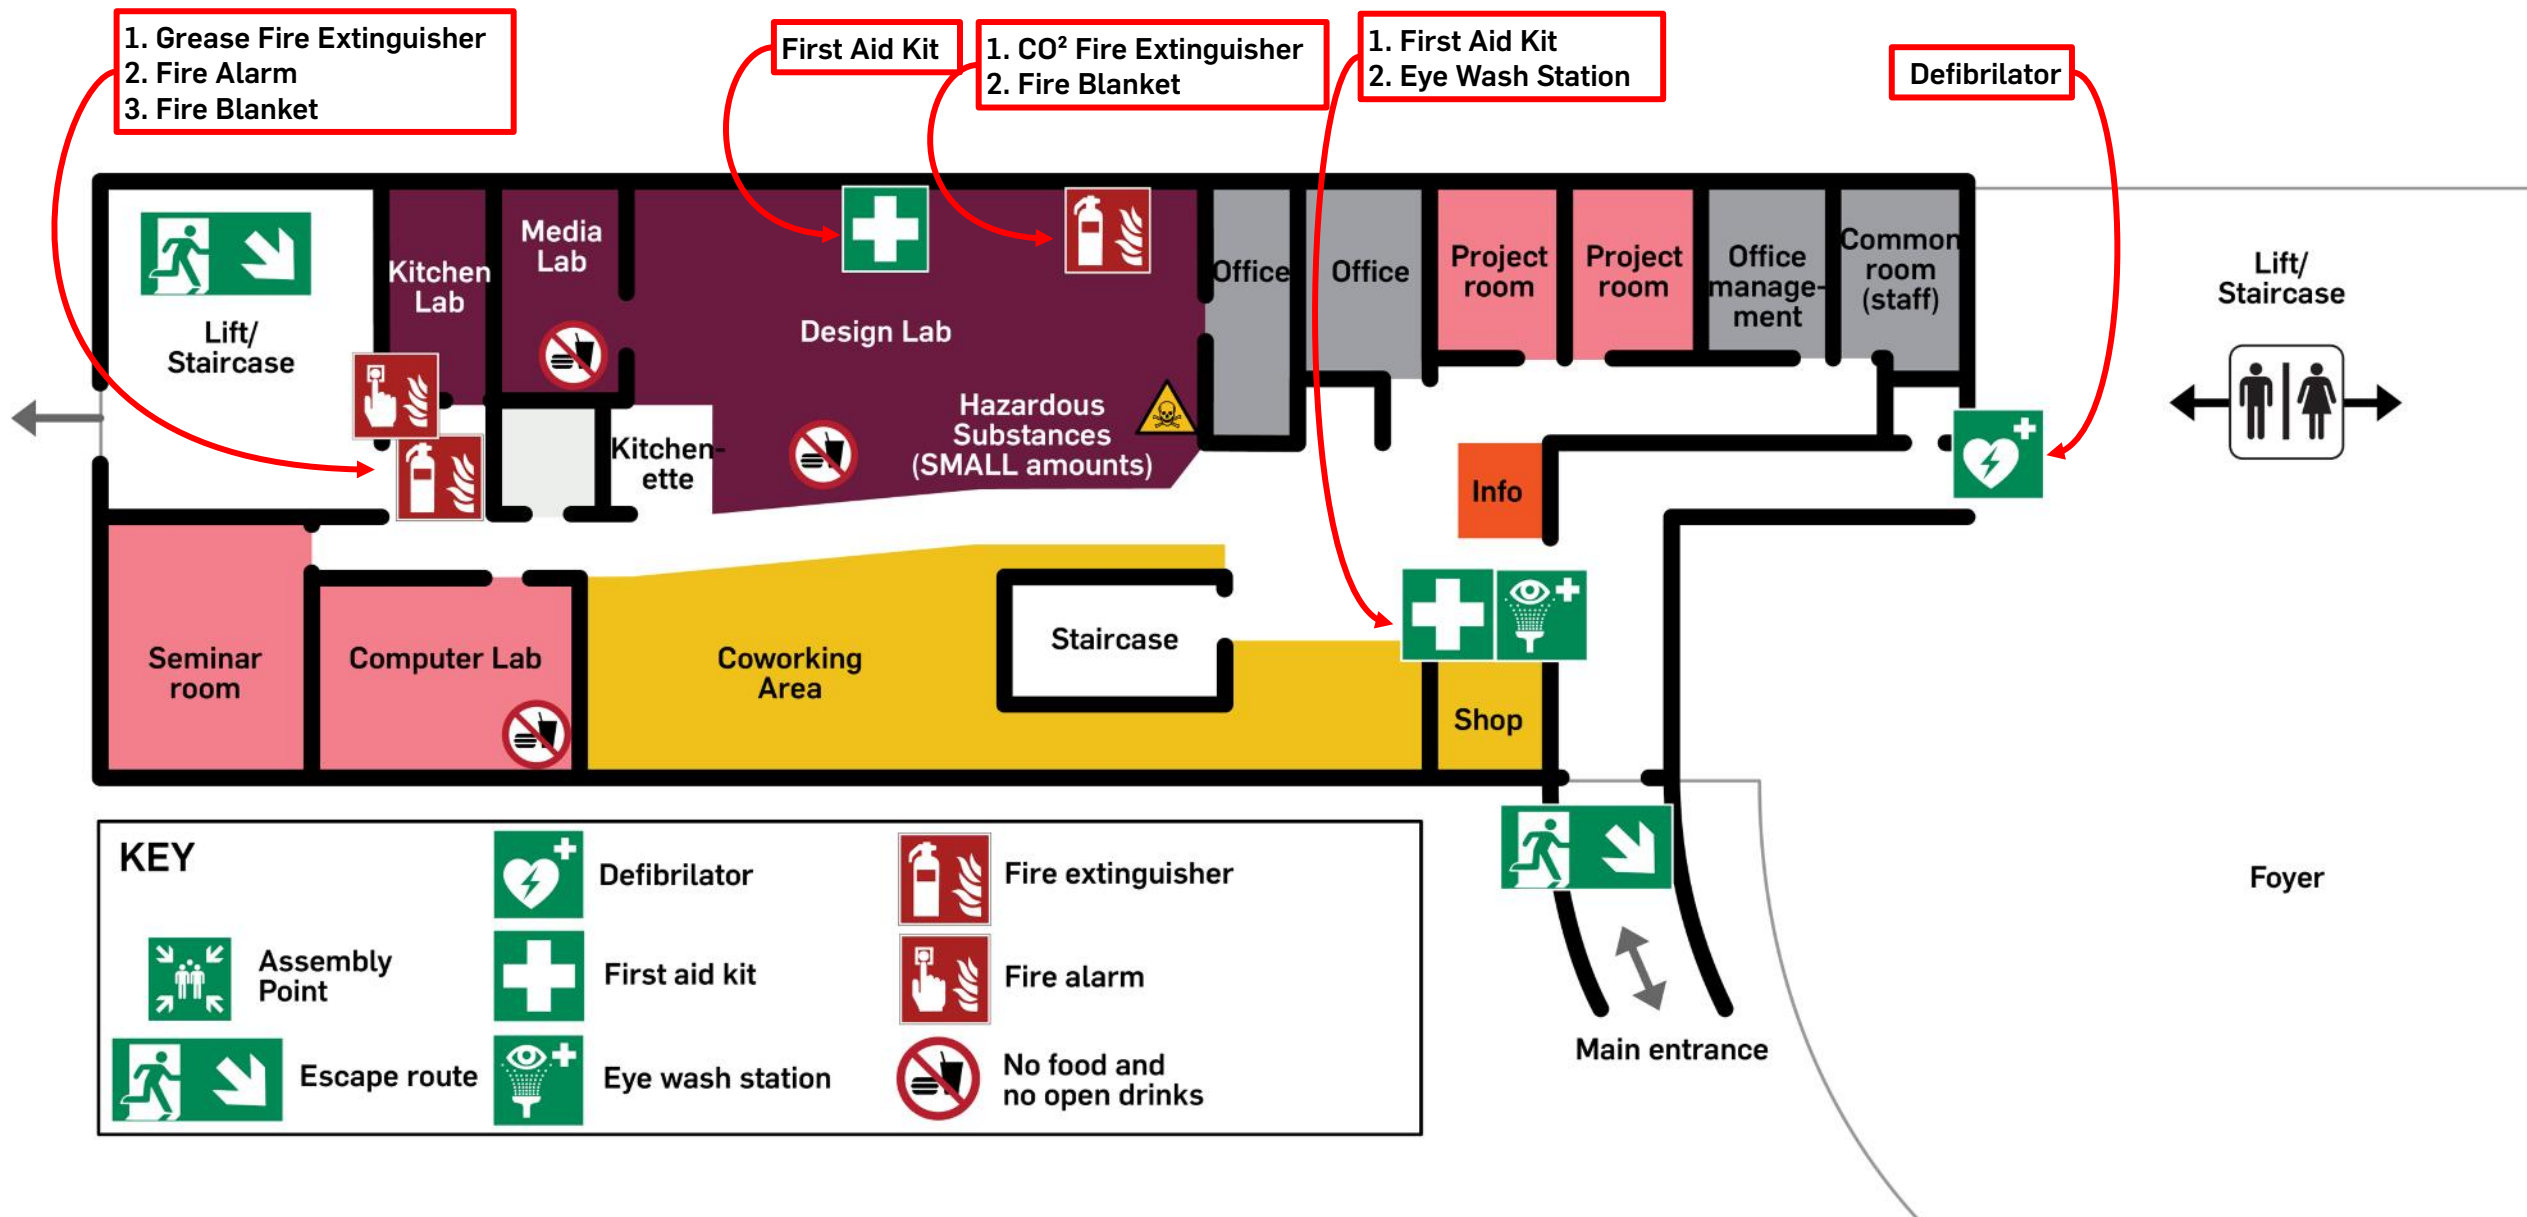 1. Grease Fire Extinguisher
2. Fire Alarm
3. Fire Blanket
First Aid Kit
1. CO² Fire Extinguisher
2. Fire Blanket
1. First Aid Kit
2. Eye Wash Station
Defibrilator
Lift/
Staircase
Kitchen
Lab
Media
Lab
Design Lab
Hazardous
Substances
(SMALL amounts)
Kitchen-
ette
Office
Office
Project
room
Project
room
Office
manage-
ment
Common
room
(staff)
Lift/
Staircase
Info
Seminar
room
Computer Lab
Coworking
Area
Staircase
Shop
Foyer
Main entrance
KEY
Assembly
Point
Escape route
Defibrilator
First aid kit
Eye wash station
Fire extinguisher
Fire alarm
No food and
no open drinks